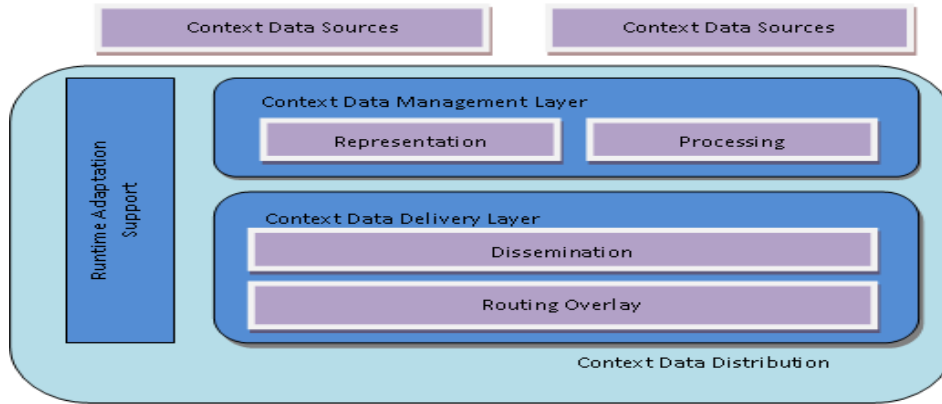 Context Data Sources
Context Data Sources
Runtime Adaptation
Support
Context Data Management Layer
Representation
Processing
Context Data Delivery Layer
Dissemination
Routing Overlay
Context Data Distribution